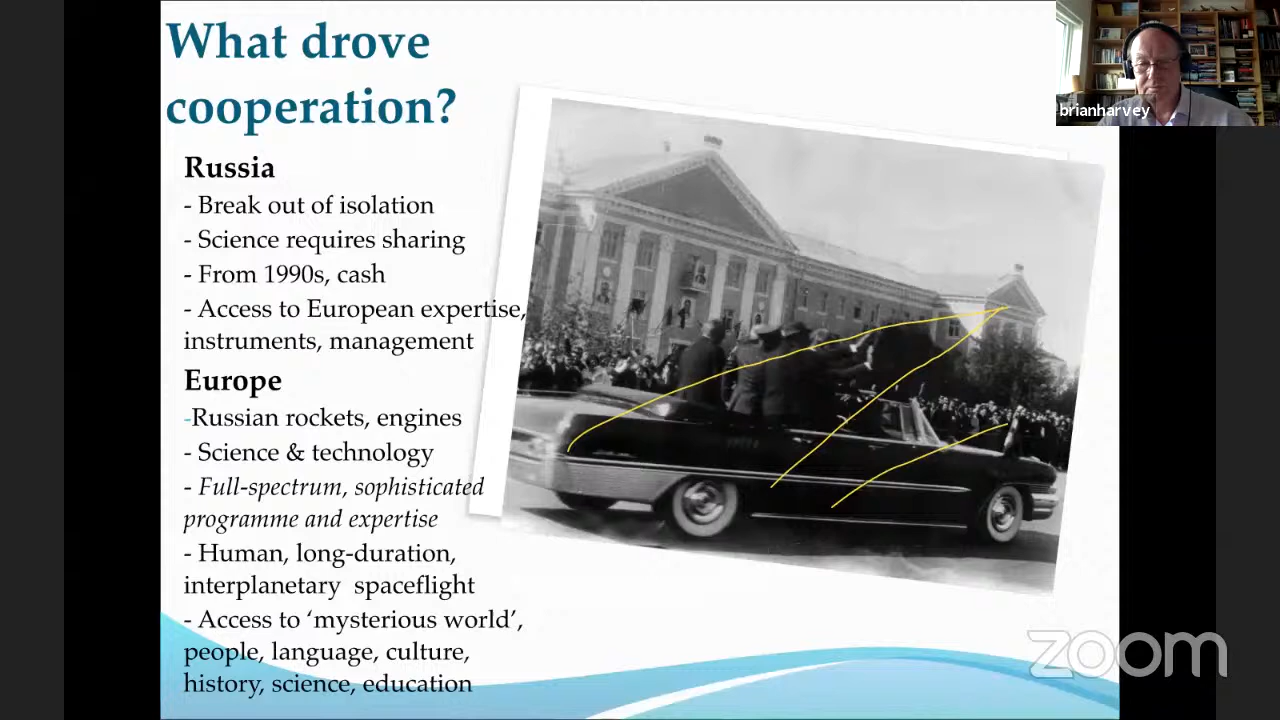 What drove
cooperation?
Russia
- Break out of isolation
- Science requires sharing
- From 1990s, cash
- Access to European expertise,
instruments, management
Europe
-Russian rockets, engines
- Science & technology
- Full-spectrum, sophisticated
programme and expertise
- Human, long-duration,
interplanetary spaceflight
- Access to ‘mysterious world’,
people, language, culture,
history, science, education
brianharvey
zoom